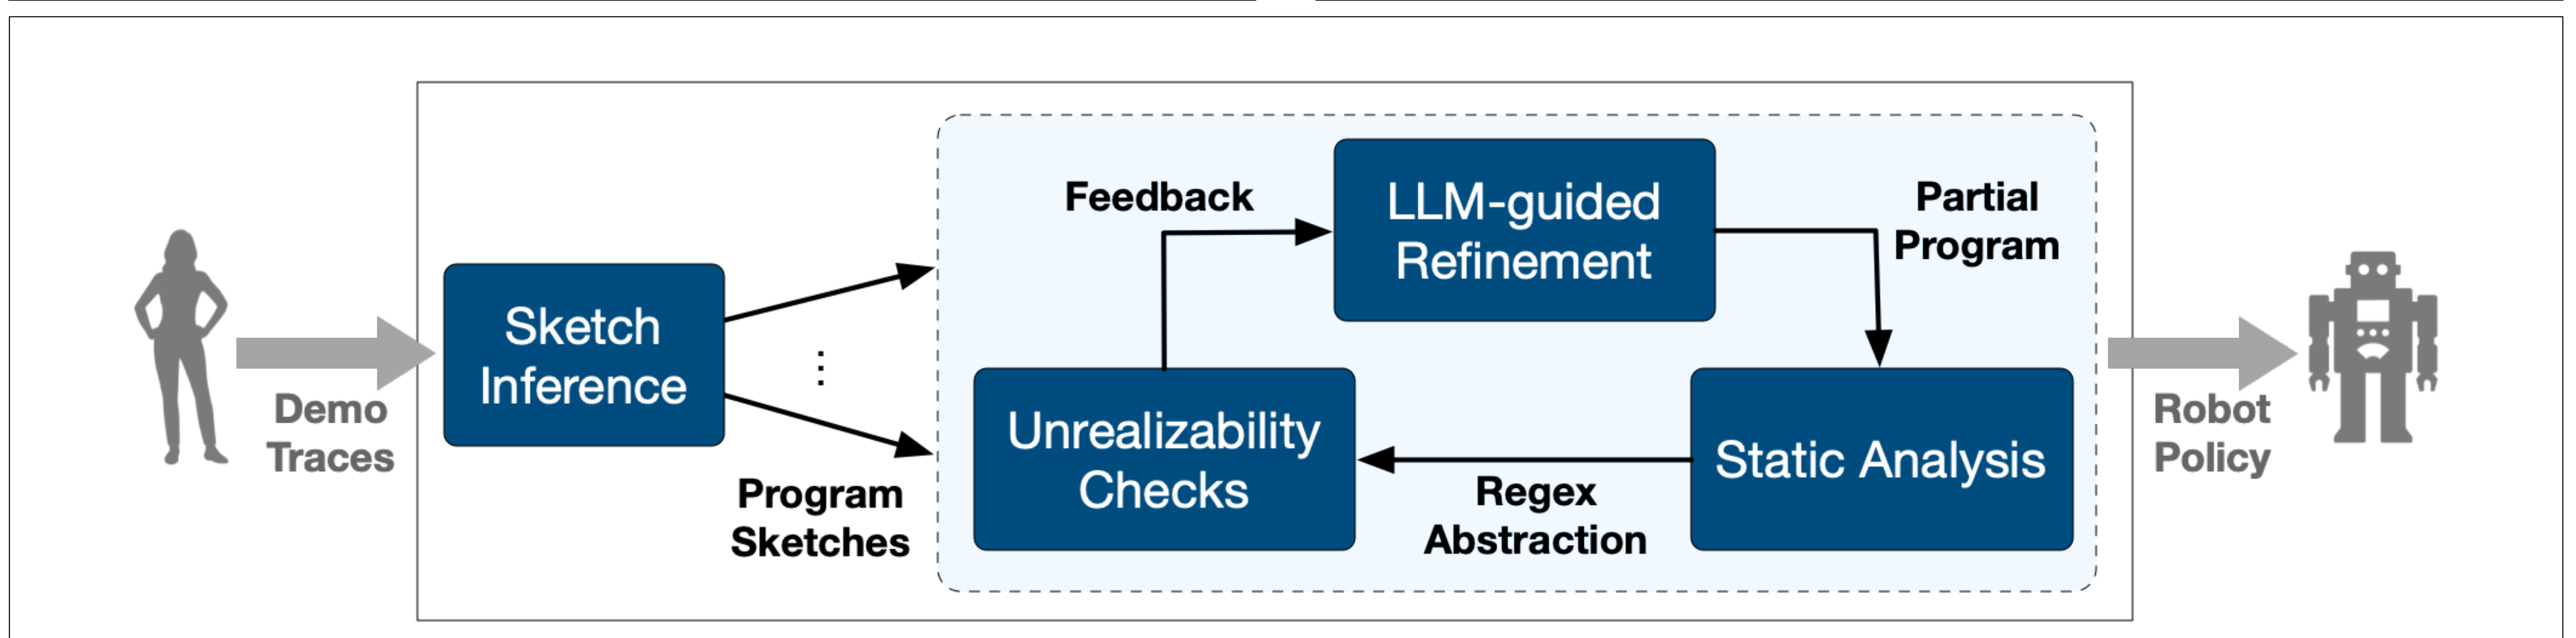 Demo
Traces
Sketch
Inference
Program
Sketches
Feedback
LLM-guided
Refinement
Partial
Program
Unrealizability
Checks
Regex
Abstraction
Static Analysis
Robot
Policy